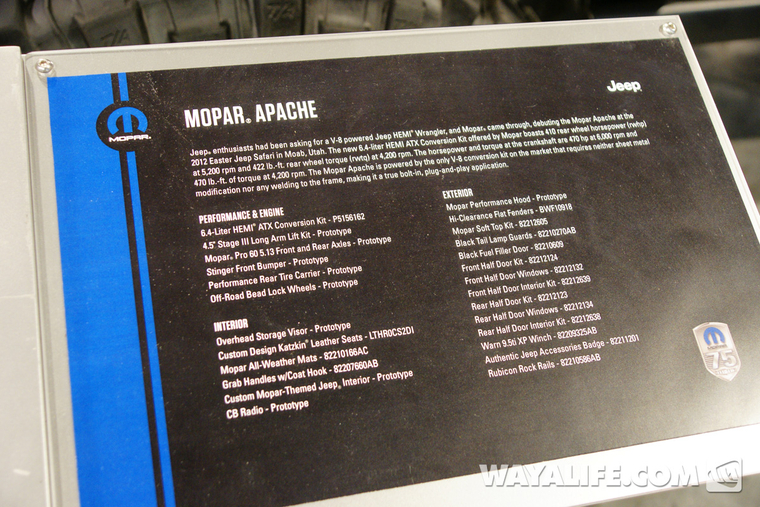 MOPAR® APACHE
Jeep
MOPAR
Jeep® enthusiasts had been asking for a V-8 powered Jeep HEMI® Wrangler, and Mopar® came through, debuting the Mopar Apache at the
2012 Easter Jeep Safari in Moab, Utah. The new 6.4-liter HEMI ATX Conversion Kit offered by Mopar boasts 410 rear wheel horsepower (rwhp)
at 5,200 rpm and 422 lb.-ft. rear wheel torque (rwtq) at 4,200 rpm. The horsepower and torque at the crankshaft are 470 hp at 6,000 rpm and
470 lb.-ft. of torque at 4,200 rpm. The Mopar Apache is powered by the only V-8 conversion kit on the market that requires neither sheet metal
modification nor any welding to the frame, making it a true bolt-in, plug-and-play application.
PERFORMANCE & ENGINE
6.4-Liter HEMI® ATX Conversion Kit - P5156162
4.5" Stage III Long Arm Lift Kit - Prototype
Mopar® Pro 60 5.13 Front and Rear Axles - Prototype
Stinger Front Bumper - Prototype
Performance Rear Tire Carrier - Prototype
Off-Road Bead Lock Wheels - Prototype
INTERIOR
Overhead Storage Visor - Prototype
Custom Design Katzkin® Leather Seats - LTHR0CS2DI
Mopar All-Weather Mats - 82210166AC
Grab Handles w/Coat Hook - 82207660AB
Custom Mopar-Themed Jeep® Interior - Prototype
CB Radio - Prototype
EXTERIOR
Mopar Performance Hood - Prototype
Hi-Clearance Flat Fenders - BWF10918
Mopar Soft Top Kit - 82212605
Black Tail Lamp Guards - 82210270AB
Black Fuel Filler Door - 82210609
Front Half Door Kit - 82212124
Front Half Door Windows - 82212132
Front Half Door Interior Kit - 82212639
Rear Half Door Kit - 82212123
Rear Half Door Windows - 82212134
Rear Half Door Interior Kit - 82212638
Warn 9.5ti XP Winch - 82209325AB
Authentic Jeep Accessories Badge - 82211201
Rubicon Rock Rails - 82210586AB
75
WAYALIFE.COM